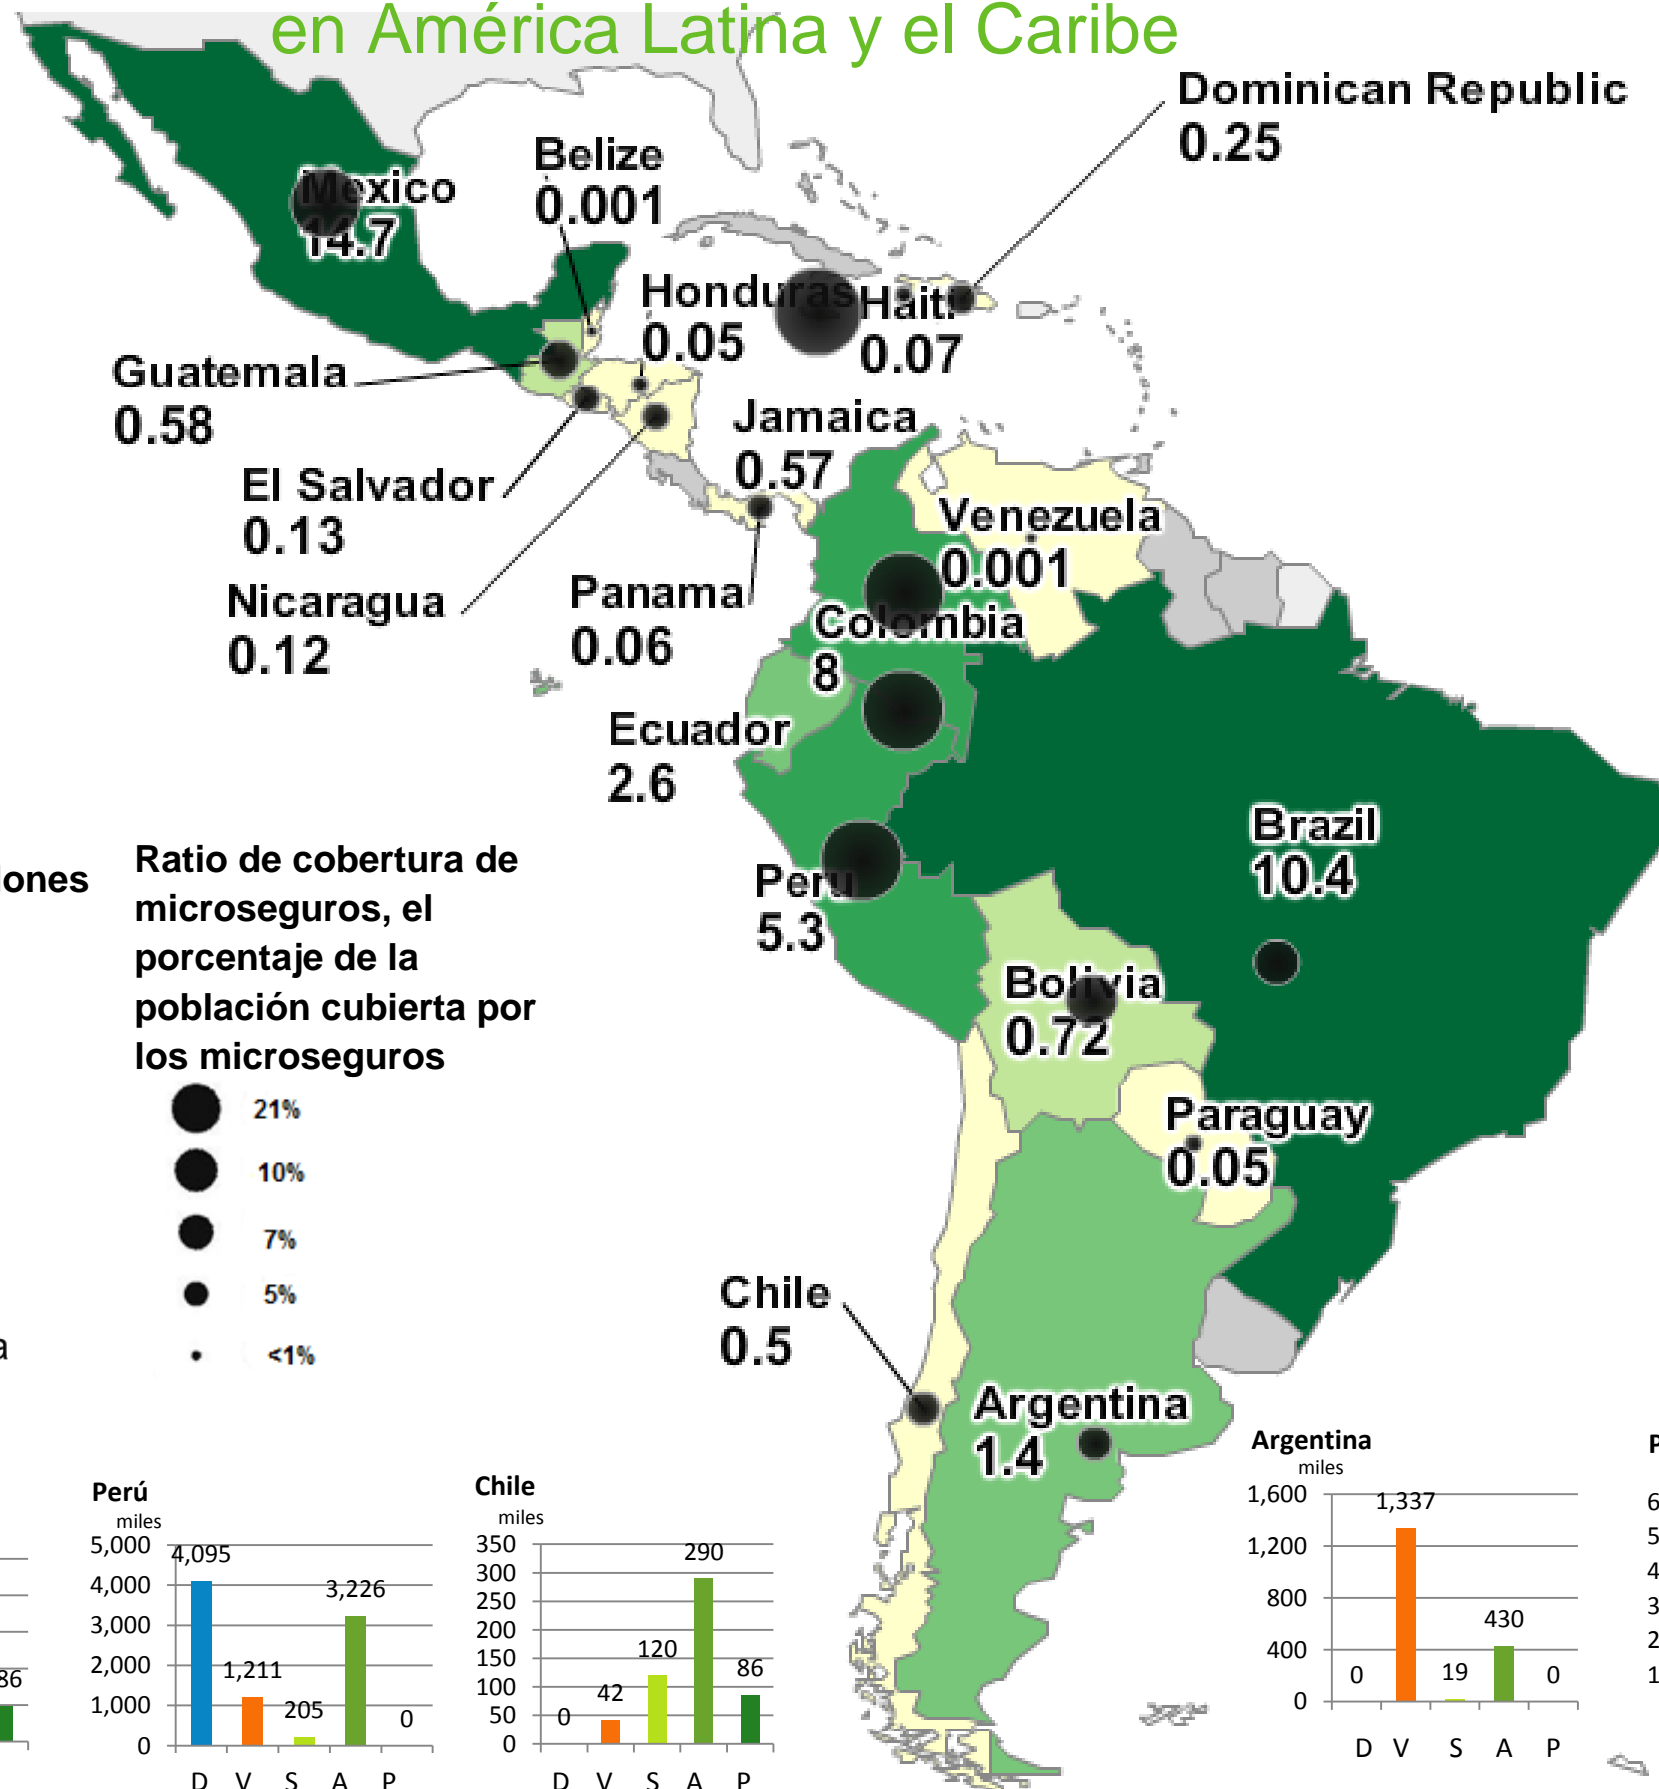 en América Latina y el Caribe
Dominican Republic
0.25
Belize
0.001
Mexico
14.7
Honduras
0.05
Haiti
0.07
Guatemala
0.58
Jamaica
0.57
El Salvador
0.13
Venezuela
0.001
Nicaragua
0.12
Panama
0.06
Colombia
8
Ecuador
2.6
Brazil
10.4
Peru
5.3
Ratio de cobertura de
microseguros, el
porcentaje de la
población cubierta por
los microseguros
21%
10%
7%
5%
<1%
Bolivia
0.72
Paraguay
0.05
Chile
0.5
Argentina
1.4
a
86
Perú
miles
5,000
4,000
3,000
2,000
1,000
0
4,095
1,211
205
3,226
0
D V S A P
Chile
miles
350
300
250
200
150
100
50
0
0
42
120
290
86
D V S A P
Argentina
miles
1,600
1,200
800
400
0
0
1,337
19
430
0
D V S A P
P
6
5
4
3
2
1